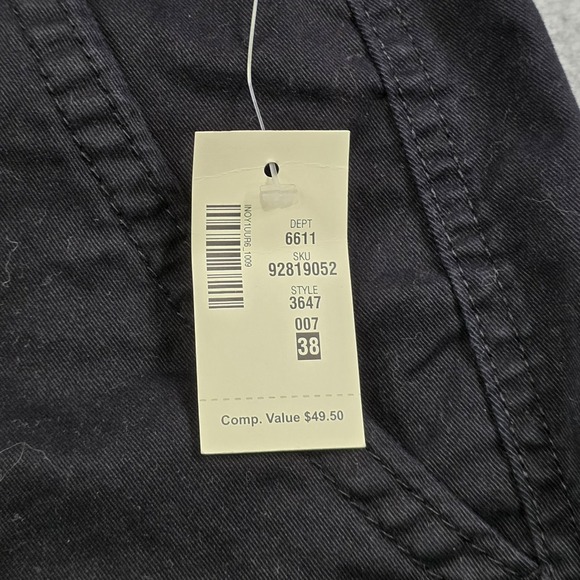 DEPT
6611
SKU
92819052
STYLE
3647
007
38
Comp. Value $49.50